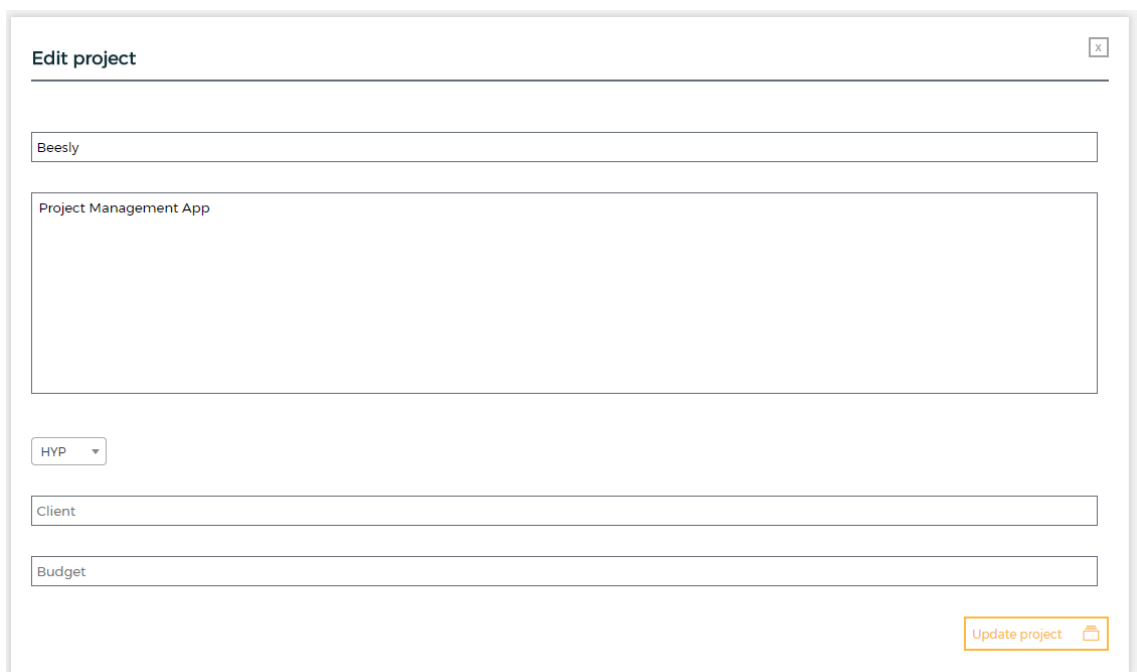 Edit project
x
Beesly
Project Management App
HYP
Client
Budget
Update project